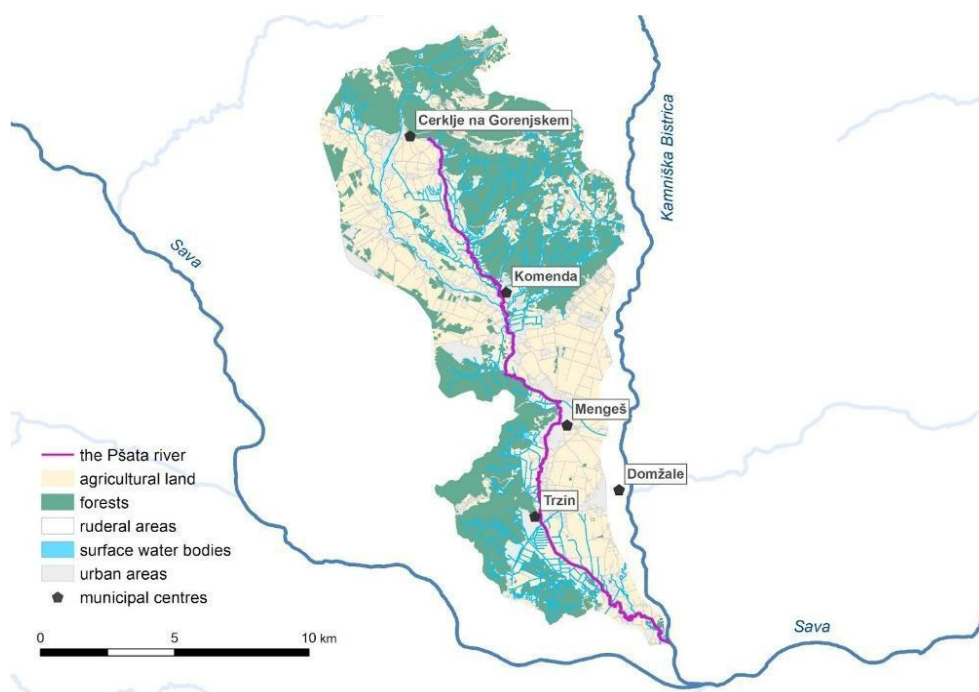 Cerklje na Gorenjskem
Kamniška Bistrica
Sava
Komenda
Mengeš
Domžale
Trzin
the Pšata river
agricultural land
forests
ruderal areas
surface water bodies
urban areas
municipal centres
0 5 10 km
Sava